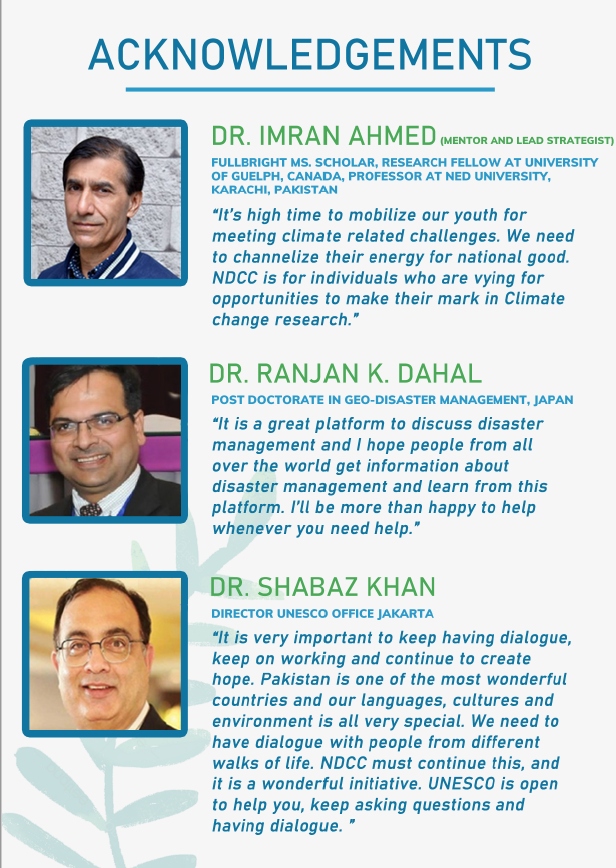 ACKNOWLEDGEMENTS
DR. IMRAN AHMED (MENTOR AND LEAD STRATEGIST)
FULLBRIGHT MS. SCHOLAR, RESEARCH FELLOW AT UNIVERSITY
OF GUELPH, CANADA, PROFESSOR AT NED UNIVERSITY,
KARACHI, PAKISTAN
“It’s high time to mobilize our youth for
meeting climate related challenges. We need
to channelize their energy for national good.
NDCC is for individuals who are vying for
opportunities to make their mark in Climate
change research.”
DR. RANJAN K. DAHAL
POST DOCTORATE IN GEO-DISASTER MANAGEMENT, JAPAN
“It is a great platform to discuss disaster
management and I hope people from all
over the world get information about
disaster management and learn from this
platform. I’ll be more than happy to help
whenever you need help.”
DR. SHABAZ KHAN
DIRECTOR UNESCO OFFICE JAKARTA
“It is very important to keep having dialogue,
keep on working and continue to create
hope. Pakistan is one of the most wonderful
countries and our languages, cultures and
environment is all very special. We need to
have dialogue with people from different
walks of life. NDCC must continue this, and
it is a wonderful initiative. UNESCO is open
to help you, keep asking questions and
having dialogue. ”